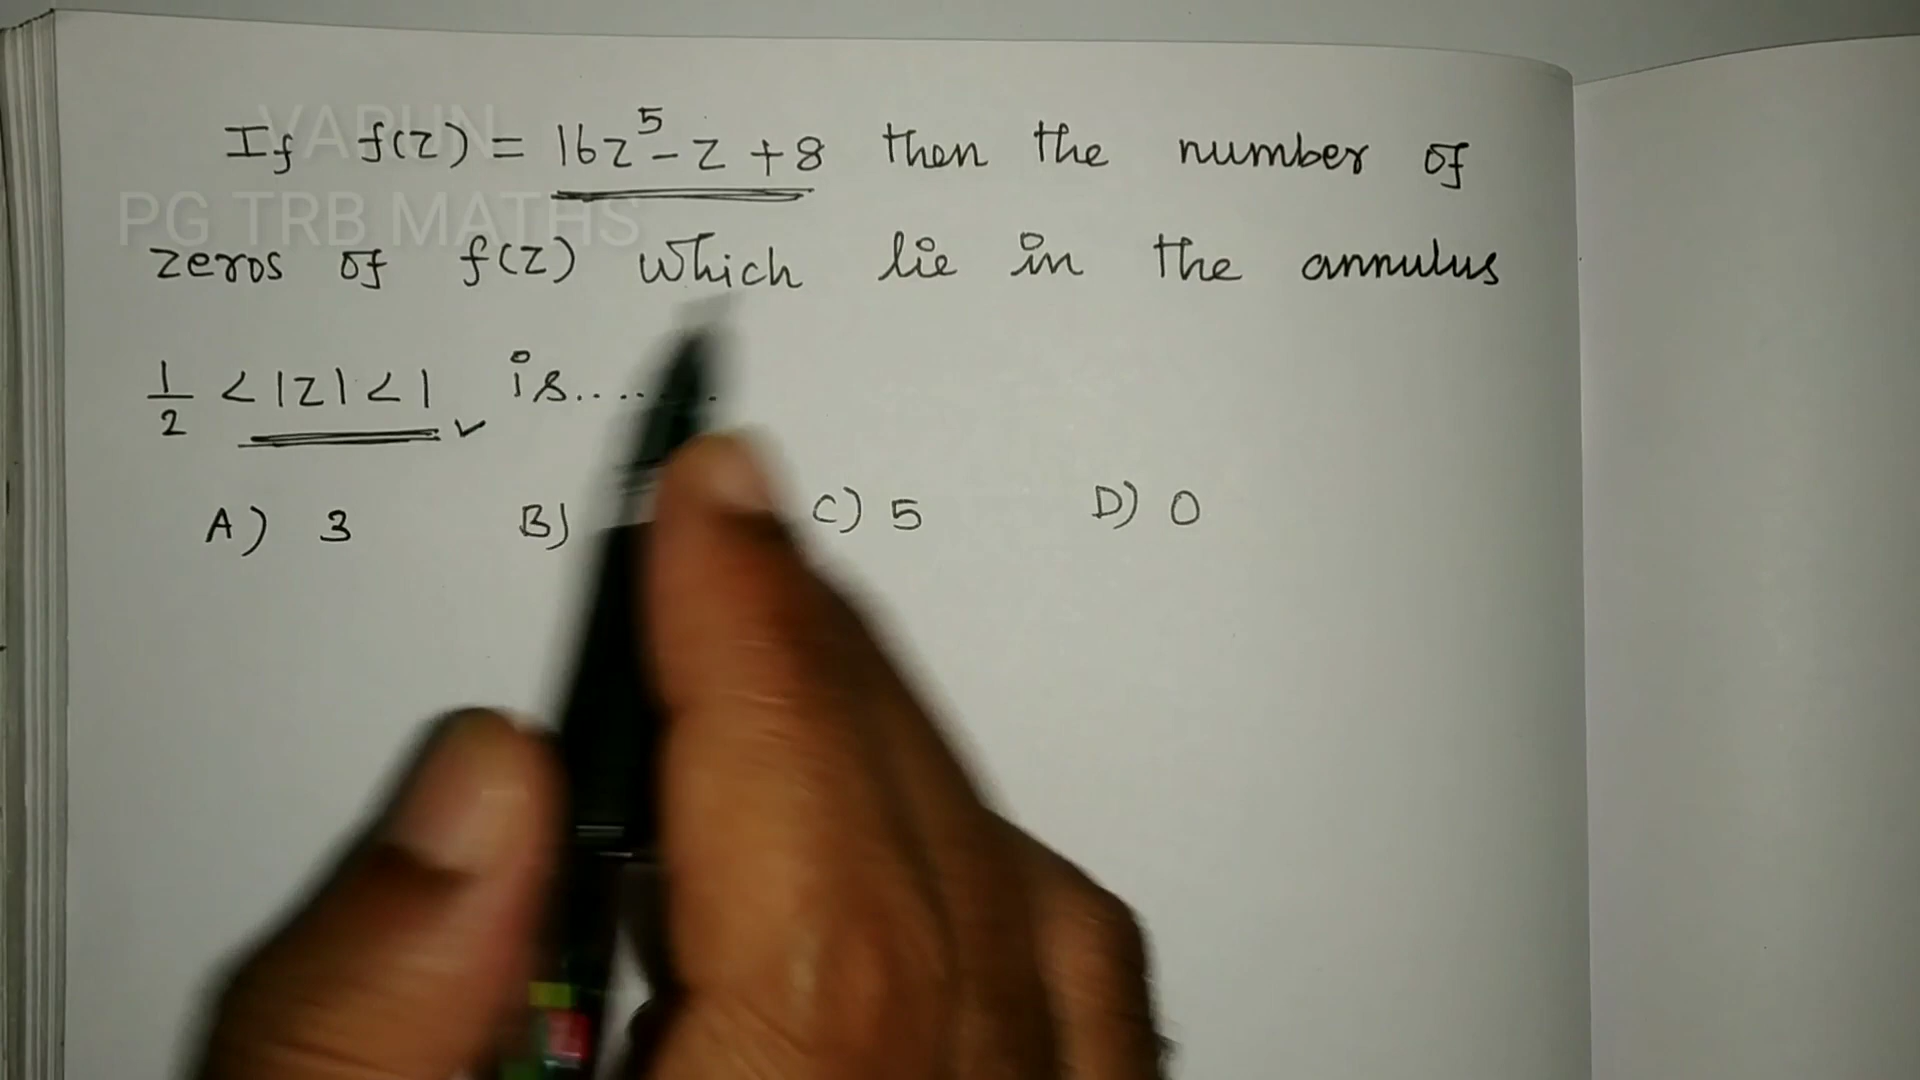 VARUN
PG TRB MATHS
If f(z) = 16z⁵ - z + 8 then the number of
zeros of f(z) which lie in the annulus
1/2 < |z| < 1 is.......
A) 3 B) C) 5 D) 0